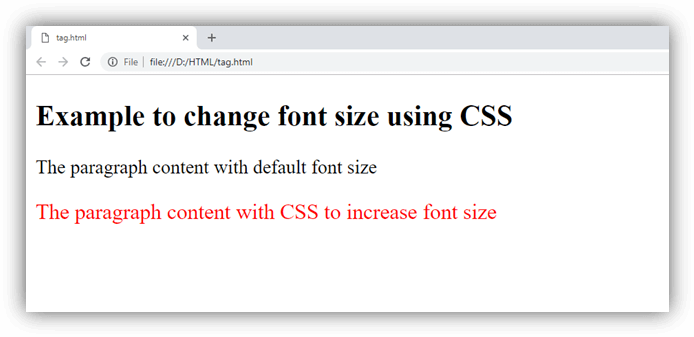 tag.html
File file:///D:/HTML/tag.html
Example to change font size using CSS
The paragraph content with default font size
The paragraph content with CSS to increase font size